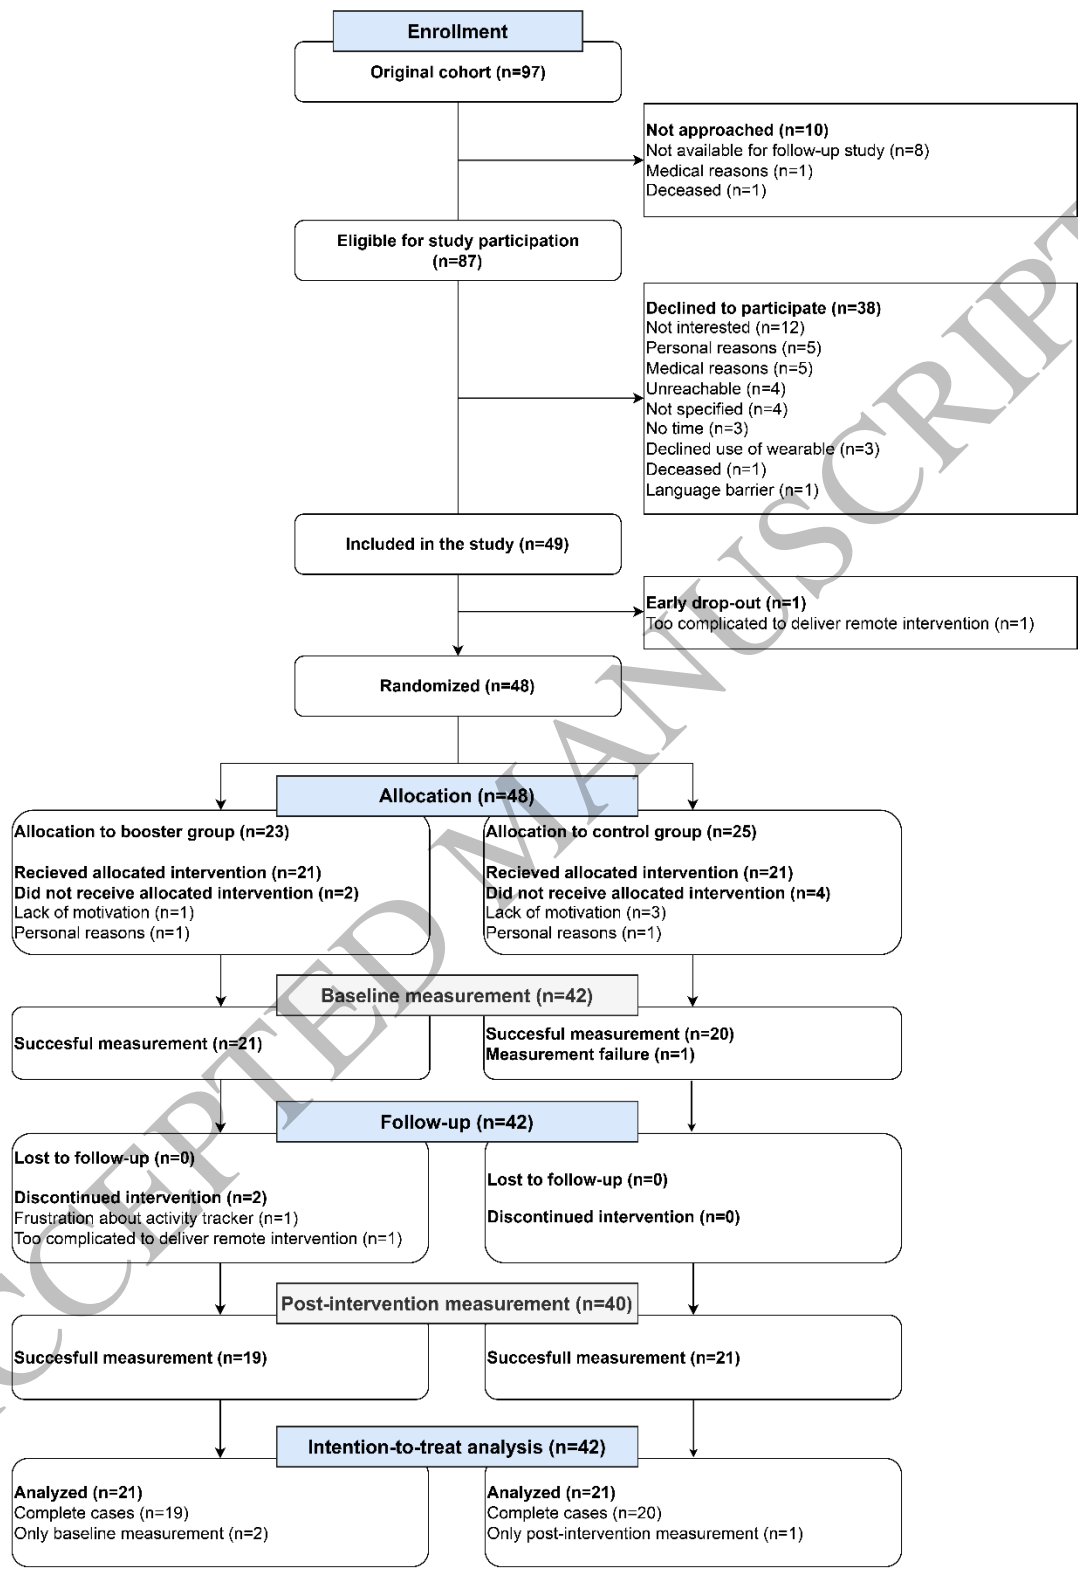 Enrollment
Original cohort (n=97)
Not approached (n=10)
Not available for follow-up study (n=8)
Medical reasons (n=1)
Deceased (n=1)
Eligible for study participation
(n=87)
Declined to participate (n=38)
Not interested (n=12)
Personal reasons (n=5)
Medical reasons (n=5)
Unreachable (n=4)
Not specified (n=4)
No time (n=3)
Declined use of wearable (n=3)
Deceased (n=1)
Language barrier (n=1)
Included in the study (n=49)
Early drop-out (n=1)
Too complicated to deliver remote intervention (n=1)
Randomized (n=48)
Allocation (n=48)
Allocation to booster group (n=23)
Recieved allocated intervention (n=21)
Did not receive allocated intervention (n=2)
Lack of motivation (n=1)
Personal reasons (n=1)
Allocation to control group (n=25)
Recieved allocated intervention (n=21)
Did not receive allocated intervention (n=4)
Lack of motivation (n=3)
Personal reasons (n=1)
Baseline measurement (n=42)
Succesful measurement (n=21)
Succesful measurement (n=20)
Measurement failure (n=1)
Follow-up (n=42)
Lost to follow-up (n=0)
Discontinued intervention (n=2)
Frustration about activity tracker (n=1)
Too complicated to deliver remote intervention (n=1)
Lost to follow-up (n=0)
Discontinued intervention (n=0)
Post-intervention measurement (n=40)
Succesfull measurement (n=19)
Succesfull measurement (n=21)
Intention-to-treat analysis (n=42)
Analyzed (n=21)
Complete cases (n=19)
Only baseline measurement (n=2)
Analyzed (n=21)
Complete cases (n=20)
Only post-intervention measurement (n=1)
ACCEPTED MANUSCRIPT